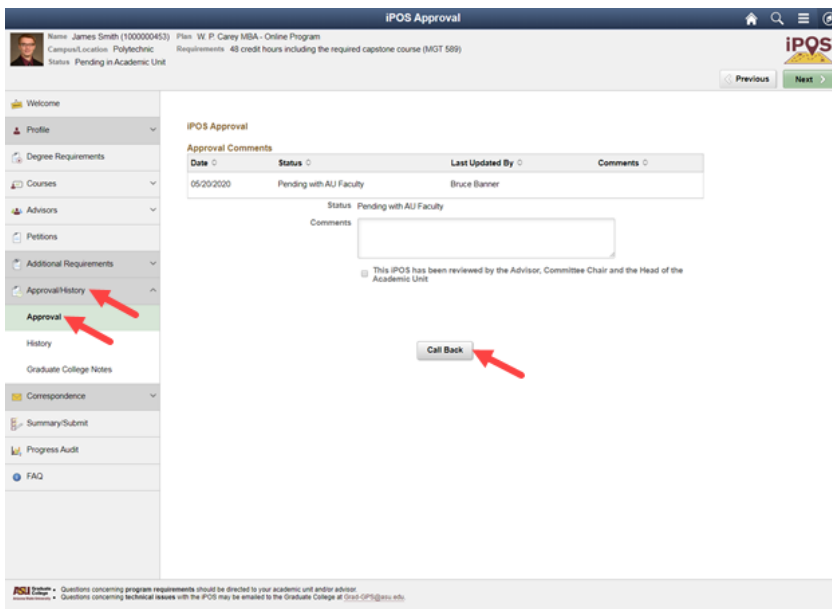 iPOS Approval
Name James Smith (1000000453) Plan W. P. Carey MBA - Online Program
Campus/Location Polytechnic Requirements 48 credit hours including the required capstone course (MGT 589)
Status Pending in Academic Unit
iPOS
Previous Next
Welcome
Profile
Degree Requirements
Courses
Advisors
Petitions
Additional Requirements
Approval/History
Approval
History
Graduate College Notes
Correspondence
Summary/Submit
Progress Audit
FAQ
iPOS Approval
Approval Comments
Date Status Last Updated By Comments
05/20/2020 Pending with AU Faculty Bruce Banner
Status Pending with AU Faculty
Comments
This iPOS has been reviewed by the Advisor, Committee Chair and the Head of the
Academic Unit
Call Back
ASU Graduate College
Questions concerning program requirements should be directed to your academic unit and/or advisor.
Questions concerning technical issues with the iPOS may be emailed to the Graduate College at Grad-GPS@asu.edu.